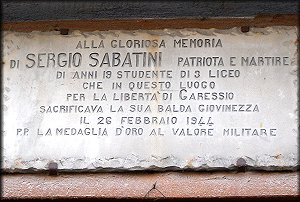 ALLA GLORIOSA MEMORIA
DI SERGIO SABATINI PATRIOTA E MARTIRE
DI ANNI 19 STUDENTE DI 3 LICEO
CHE IN QUESTO LUOGO
PER LA LIBERTÀ DI GARESSIO
SACRIFICAVA LA SUA BALDA GIOVINEZZA
IL 26 FEBBRAIO 1944
P.P. LA MEDAGLIA D'ORO AL VALORE MILITARE